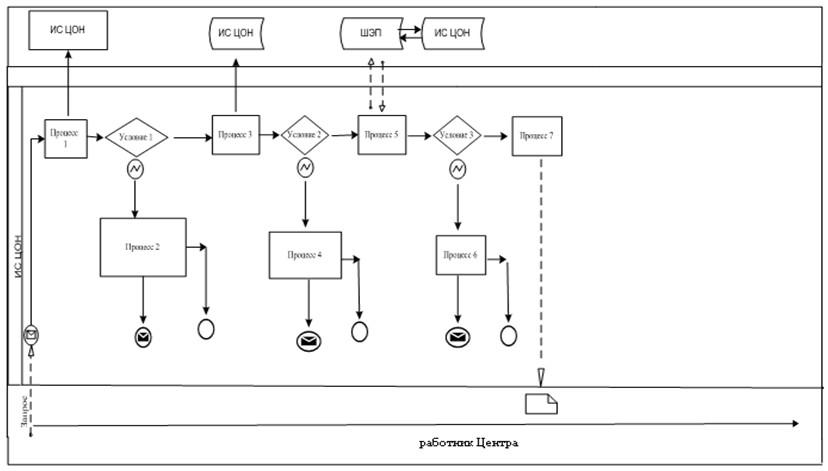 ИС ЦОН
ИС ЦОН
ШЭП
ИС ЦОН
Процесс
1
Условие 1
Процесс 3
Условие 2
Процесс 5
Условие 3
Процесс 7
Процесс 2
Процесс 4
Процесс 6
ИС ЦОН
Запрос
работник Центра